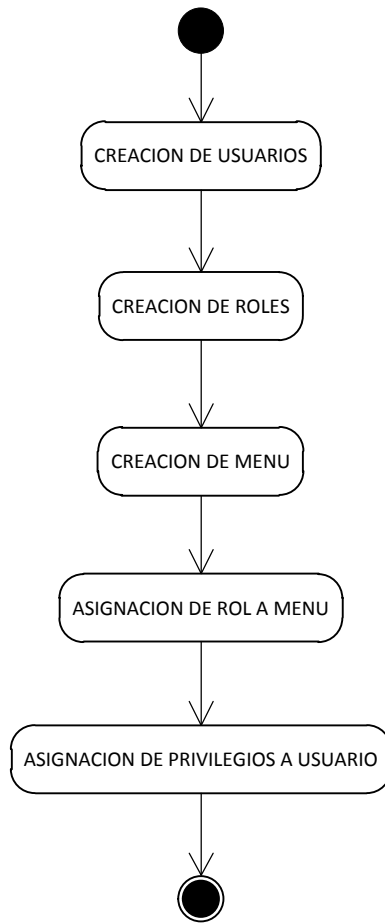 CREACION DE USUARIOS
CREACION DE ROLES
CREACION DE MENU
ASIGNACION DE ROL A MENU
ASIGNACION DE PRIVILEGIOS A USUARIO